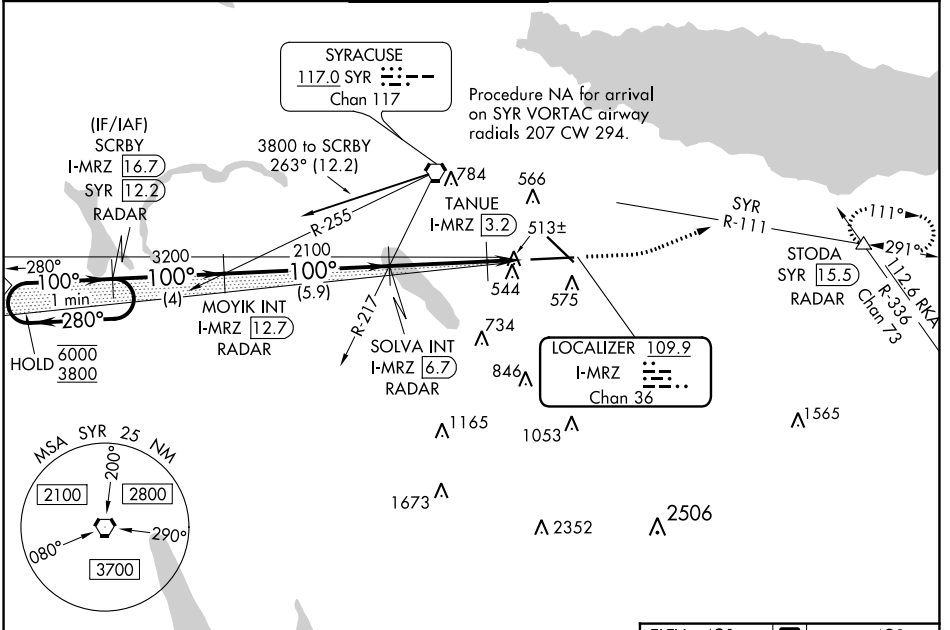 SYRACUSE
117.0 SYR
Chan 117
Procedure NA for arrival
on SYR VORTAC airway
radials 207 CW 294.
(IF/IAF)
SCRBY
I-MRZ 16.7
SYR 12.2
RADAR
3800 to SCRBY
263° (12.2)
R-255
784
566
TANUE
I-MRZ 3.2
513±
SYR
R-111
111°
291°
STODA
SYR 15.5
RADAR
112.6 RKA
R-336
Chan 73
280°
100°
1 min
280°
3200
100°
(4)
2100
100°
(5.9)
544
575
MOYIK INT
I-MRZ 12.7
RADAR
R-217
HOLD 6000
3800
SOLVA INT
I-MRZ 6.7
RADAR
734
846
LOCALIZER 109.9
I-MRZ
Chan 36
1165
1053
1565
1673
2352
2506
MSA SYR 25 NM
200°
2100
2800
080°
290°
3700